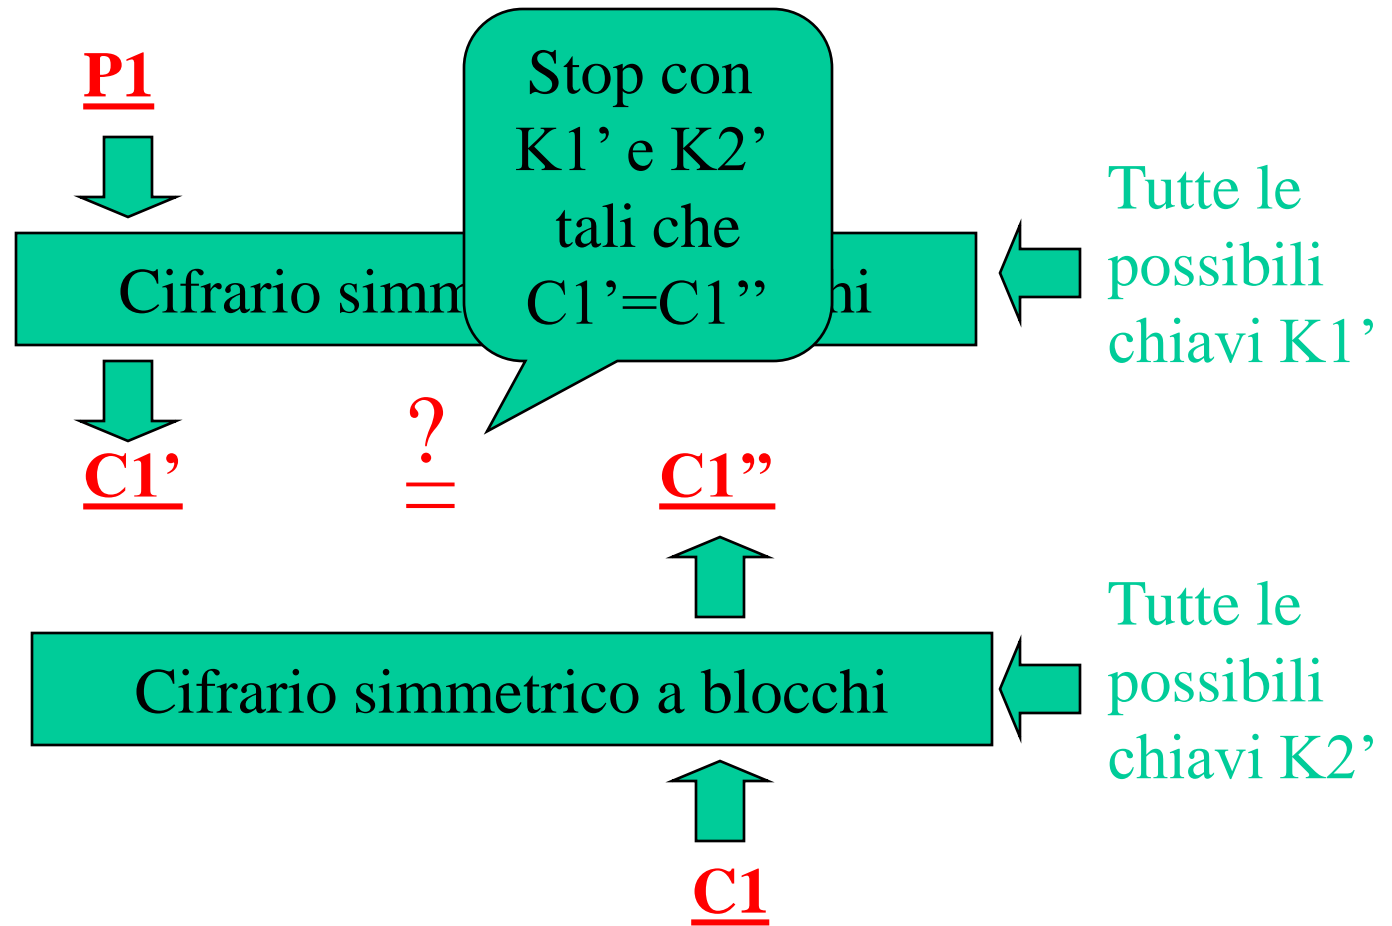 P1
Stop con
K1’ e K2’
tali che
C1’=C1”
Cifrario simm hi
Tutte le
possibili
chiavi K1’
?
=
C1’
C1”
Cifrario simmetrico a blocchi
Tutte le
possibili
chiavi K2’
C1